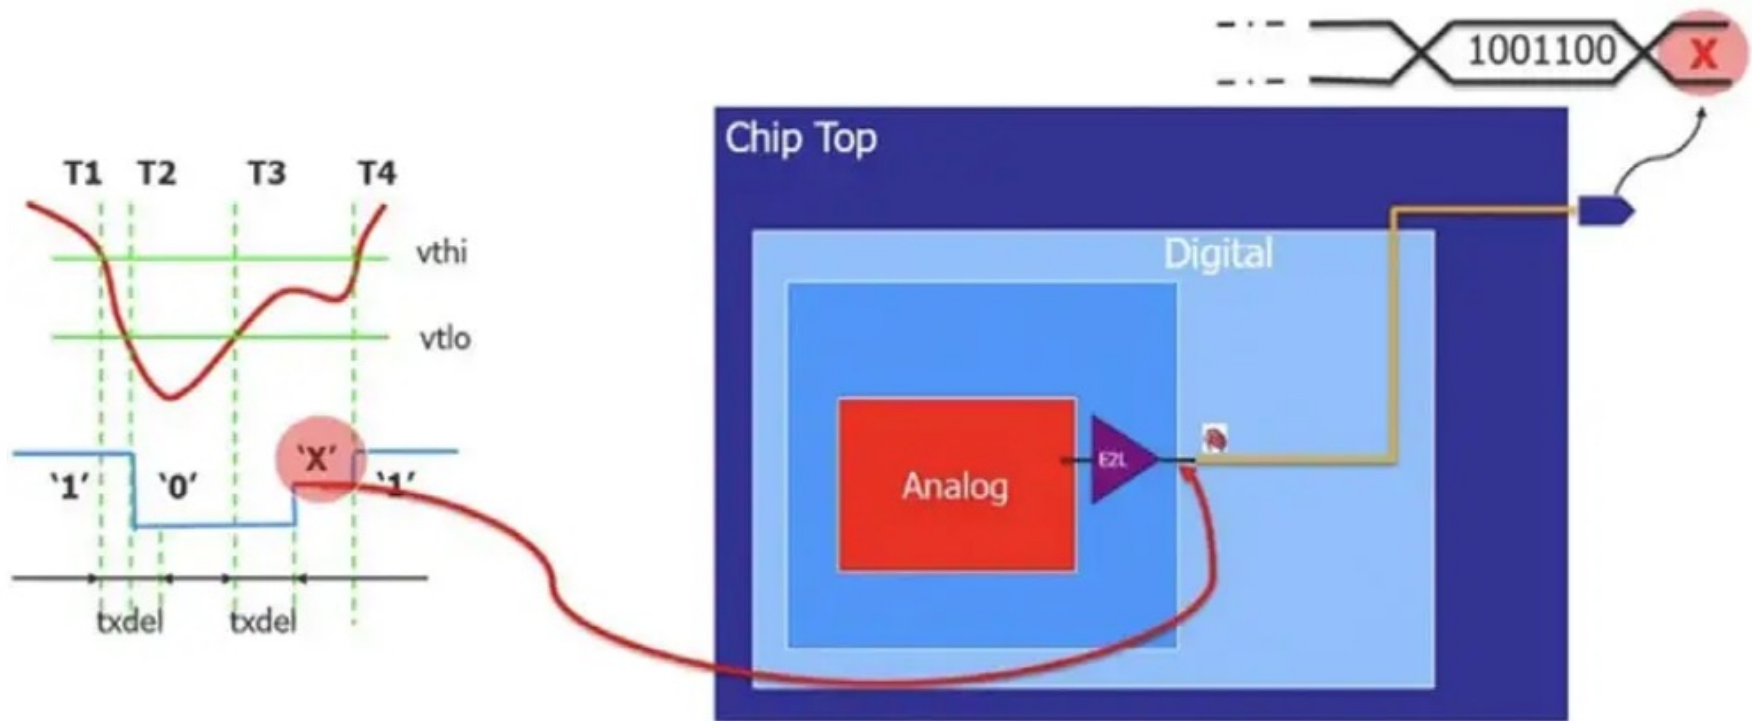 1001100 X
Chip Top
T1 T2 T3 T4
vthi
Digital
vtlo
‘X’
‘1’ ‘0’ ‘1’
E2L
Analog
txdel txdel